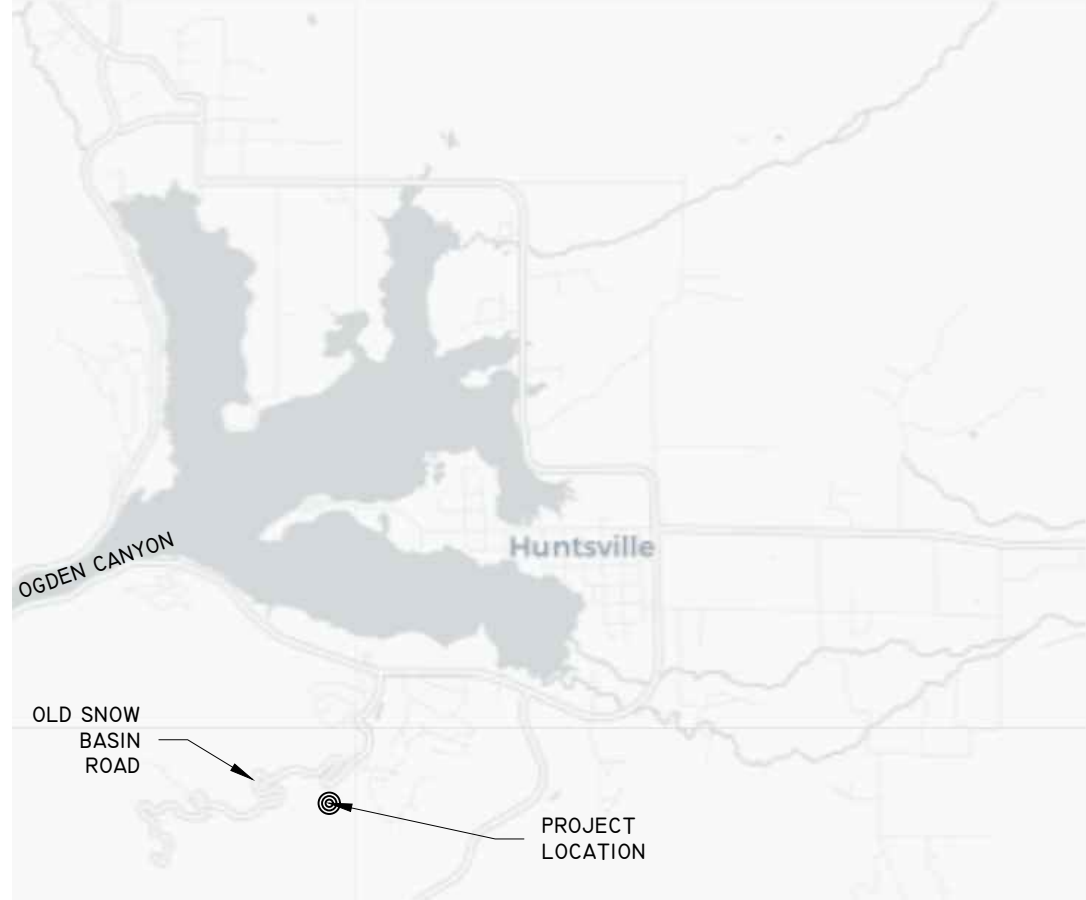 Huntsville
OGDEN CANYON
OLD SNOW
BASIN
ROAD
PROJECT
LOCATION